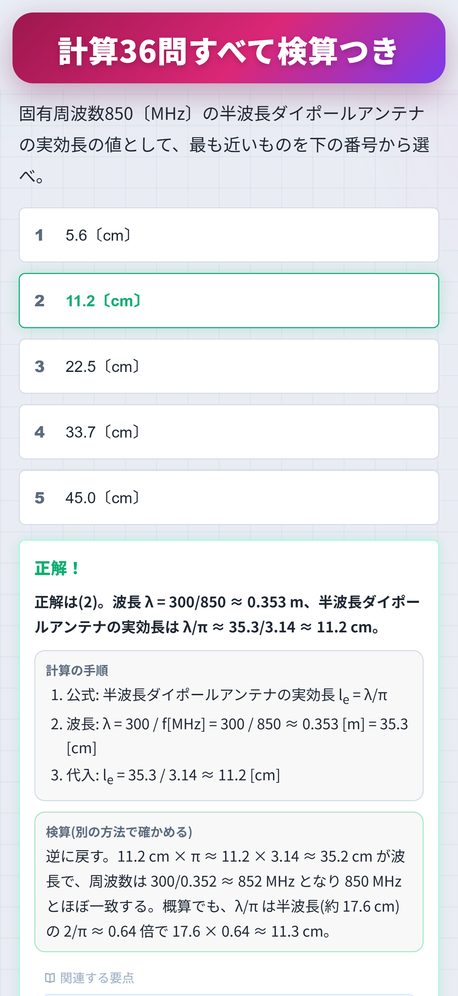 計算36問すべて検算つき
固有周波数850〔MHz〕の半波長ダイポールアンテナ
の実効長の値として、最も近いものを下の番号から選
べ。
1 5.6〔cm〕
2 11.2〔cm〕
3 22.5〔cm〕
4 33.7〔cm〕
5 45.0〔cm〕
正解！
正解は(2)。波長 λ = 300/850 ≈ 0.353 m、半波長ダイポー
ルアンテナの実効長は λ/π ≈ 35.3/3.14 ≈ 11.2 cm。
計算の手順
1. 公式: 半波長ダイポールアンテナの実効長 lₑ = λ/π
2. 波長: λ = 300 / f[MHz] = 300 / 850 ≈ 0.353 [m] = 35.3
[cm]
3. 代入: lₑ = 35.3 / 3.14 ≈ 11.2 [cm]
検算(別の方法で確かめる)
逆に戻す。11.2 cm × π ≈ 11.2 × 3.14 ≈ 35.2 cm が波
長で、周波数は 300/0.352 ≈ 852 MHz となり 850 MHz
とほぼ一致する。概算でも、λ/π は半波長(約 17.6 cm)
の 2/π ≈ 0.64 倍で 17.6 × 0.64 ≈ 11.3 cm。
関連する要点